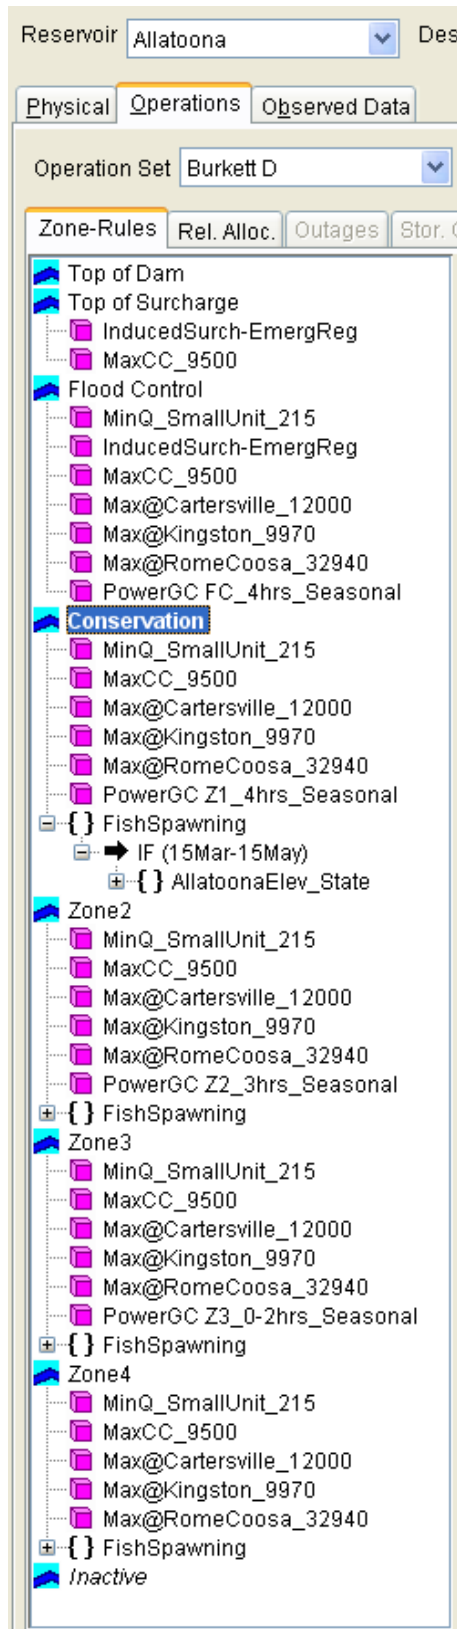 Reservoir Allatoona Des
Physical Operations Observed Data
Operation Set Burkett D
Zone-Rules Rel. Alloc. Outages Stor.
Top of Dam
Top of Surcharge
InducedSurch-EmergReg
MaxCC_9500
Flood Control
MinQ_SmallUnit_215
InducedSurch-EmergReg
MaxCC_9500
Max@Cartersville_12000
Max@Kingston_9970
Max@RomeCoosa_32940
PowerGC FC_4hrs_Seasonal
Conservation
MinQ_SmallUnit_215
MaxCC_9500
Max@Cartersville_12000
Max@Kingston_9970
Max@RomeCoosa_32940
PowerGC Z1_4hrs_Seasonal
{ } FishSpawning
IF (15Mar-15May)
{ } AllatoonaElev_State
Zone2
MinQ_SmallUnit_215
MaxCC_9500
Max@Cartersville_12000
Max@Kingston_9970
Max@RomeCoosa_32940
PowerGC Z2_3hrs_Seasonal
{ } FishSpawning
Zone3
MinQ_SmallUnit_215
MaxCC_9500
Max@Cartersville_12000
Max@Kingston_9970
Max@RomeCoosa_32940
PowerGC Z3_0-2hrs_Seasonal
{ } FishSpawning
Zone4
MinQ_SmallUnit_215
MaxCC_9500
Max@Cartersville_12000
Max@Kingston_9970
Max@RomeCoosa_32940
{ } FishSpawning
Inactive